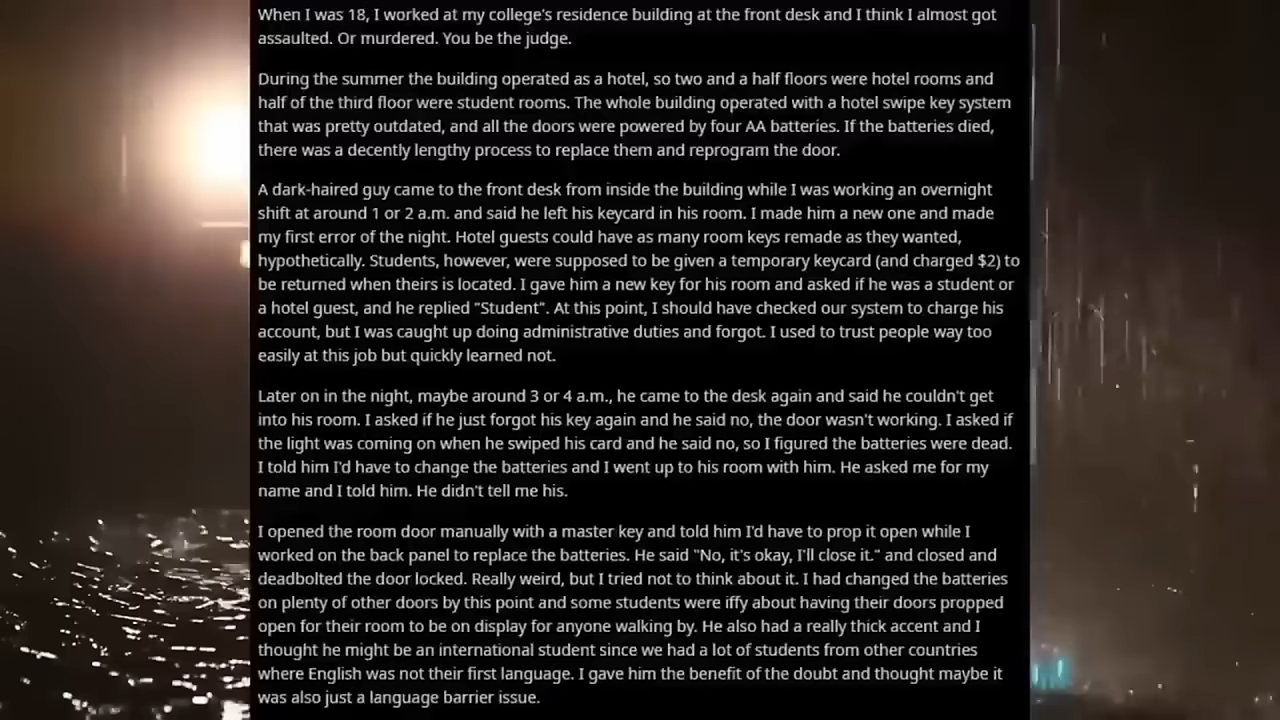 When I was 18, I worked at my college's residence building at the front desk and I think I almost got
assaulted. Or murdered. You be the judge.
During the summer the building operated as a hotel, so two and a half floors were hotel rooms and
half of the third floor were student rooms. The whole building operated with a hotel swipe key system
that was pretty outdated, and all the doors were powered by four AA batteries. If the batteries died,
there was a decently lengthy process to replace them and reprogram the door.
A dark-haired guy came to the front desk from inside the building while I was working an overnight
shift at around 1 or 2 a.m. and said he left his keycard in his room. I made him a new one and made
my first error of the night. Hotel guests could have as many room keys remade as they wanted,
hypothetically. Students, however, were supposed to be given a temporary keycard (and charged $2) to
be returned when theirs is located. I gave him a new key for his room and asked if he was a student or
a hotel guest, and he replied "Student". At this point, I should have checked our system to charge his
account, but I was caught up doing administrative duties and forgot. I used to trust people way too
easily at this job but quickly learned not.
Later on in the night, maybe around 3 or 4 a.m., he came to the desk again and said he couldn't get
into his room. I asked if he just forgot his key again and he said no, the door wasn't working. I asked if
the light was coming on when he swiped his card and he said no, so I figured the batteries were dead.
I told him I'd have to change the batteries and I went up to his room with him. He asked me for my
name and I told him. He didn't tell me his.
I opened the room door manually with a master key and told him I'd have to prop it open while I
worked on the back panel to replace the batteries. He said "No, it's okay, I'll close it." and closed and
deadbolted the door locked. Really weird, but I tried not to think about it. I had changed the batteries
on plenty of other doors by this point and some students were iffy about having their doors propped
open for their room to be on display for anyone walking by. He also had a really thick accent and I
thought he might be an international student since we had a lot of students from other countries
where English was not their first language. I gave him the benefit of the doubt and thought maybe it
was also just a language barrier issue.